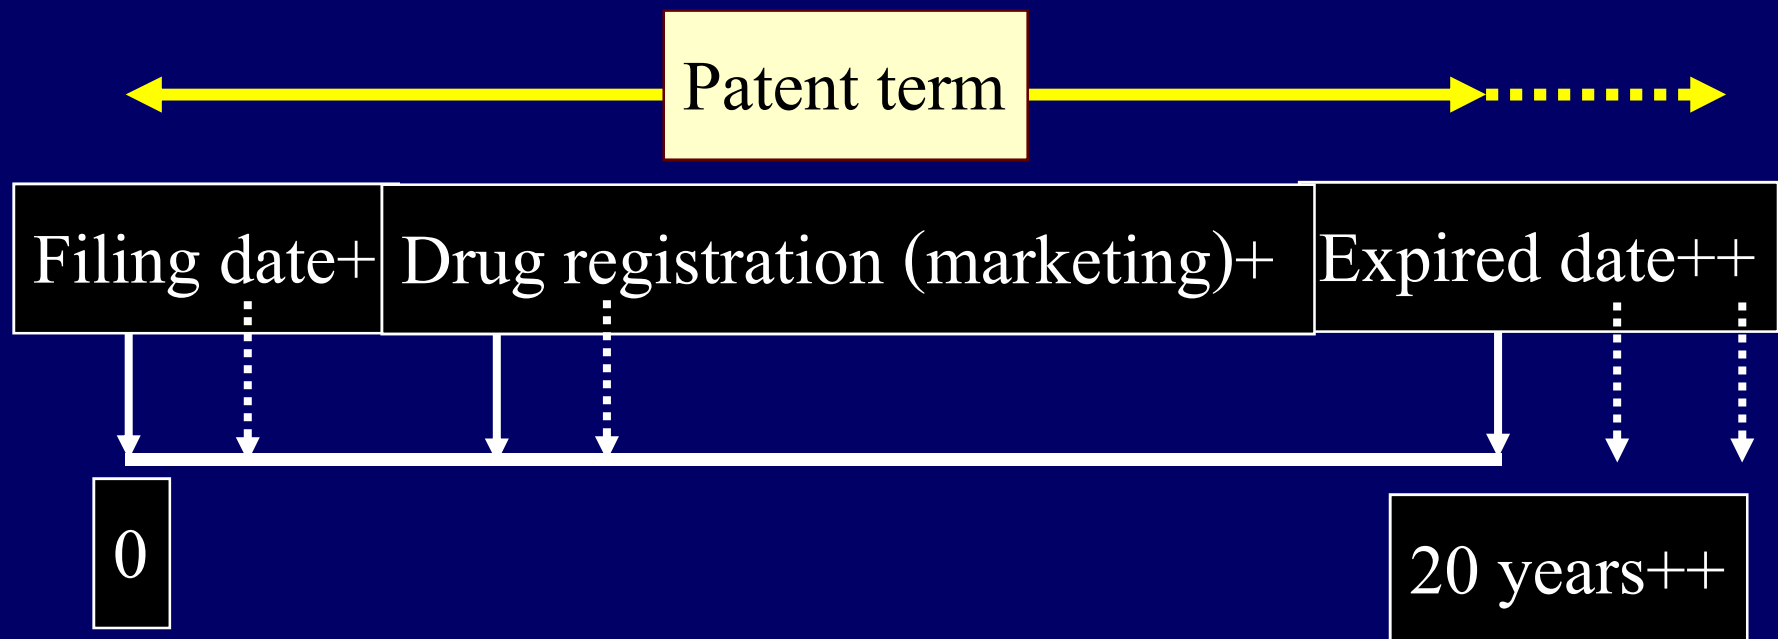 Patent term
Filing date+
Drug registration (marketing)+
Expired date++
0
20 years++